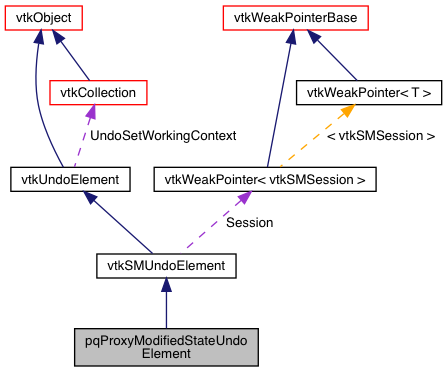 vtkObject
vtkWeakPointerBase
vtkCollection
vtkWeakPointer< T >
UndoSetWorkingContext
< vtkSMSession >
vtkUndoElement
vtkWeakPointer< vtkSMSession >
Session
vtkSMUndoElement
pqProxyModifiedStateUndo
Element